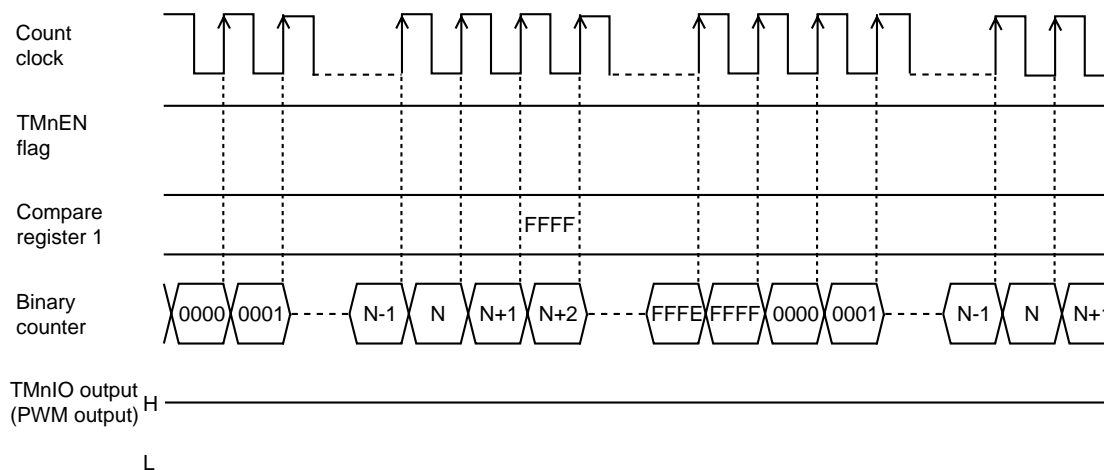 Count
clock
TMnEN
flag
Compare
register 1
FFFF
Binary
counter
0000 0001 N-1 N N+1 N+2 FFFE FFFF 0000 0001 N-1 N N+1
TMnIO output
(PWM output) H
L